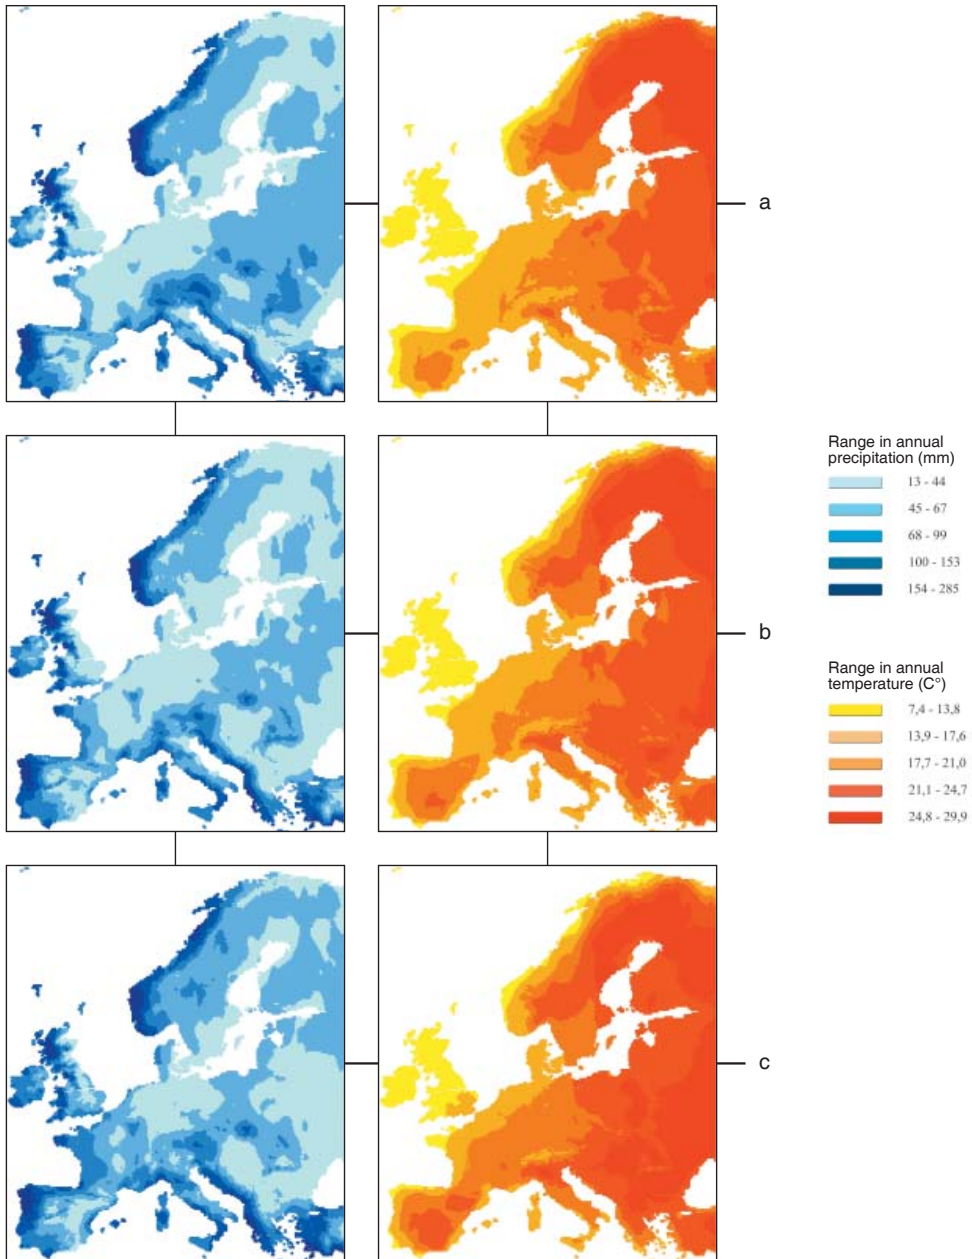 a
b
c
Range in annual
precipitation (mm)
13 - 44
45 - 67
68 - 99
100 - 153
154 - 285
Range in annual
temperature (C°)
7,4 - 13,8
13,9 - 17,6
17,7 - 21,0
21,1 - 24,7
24,8 - 29,9